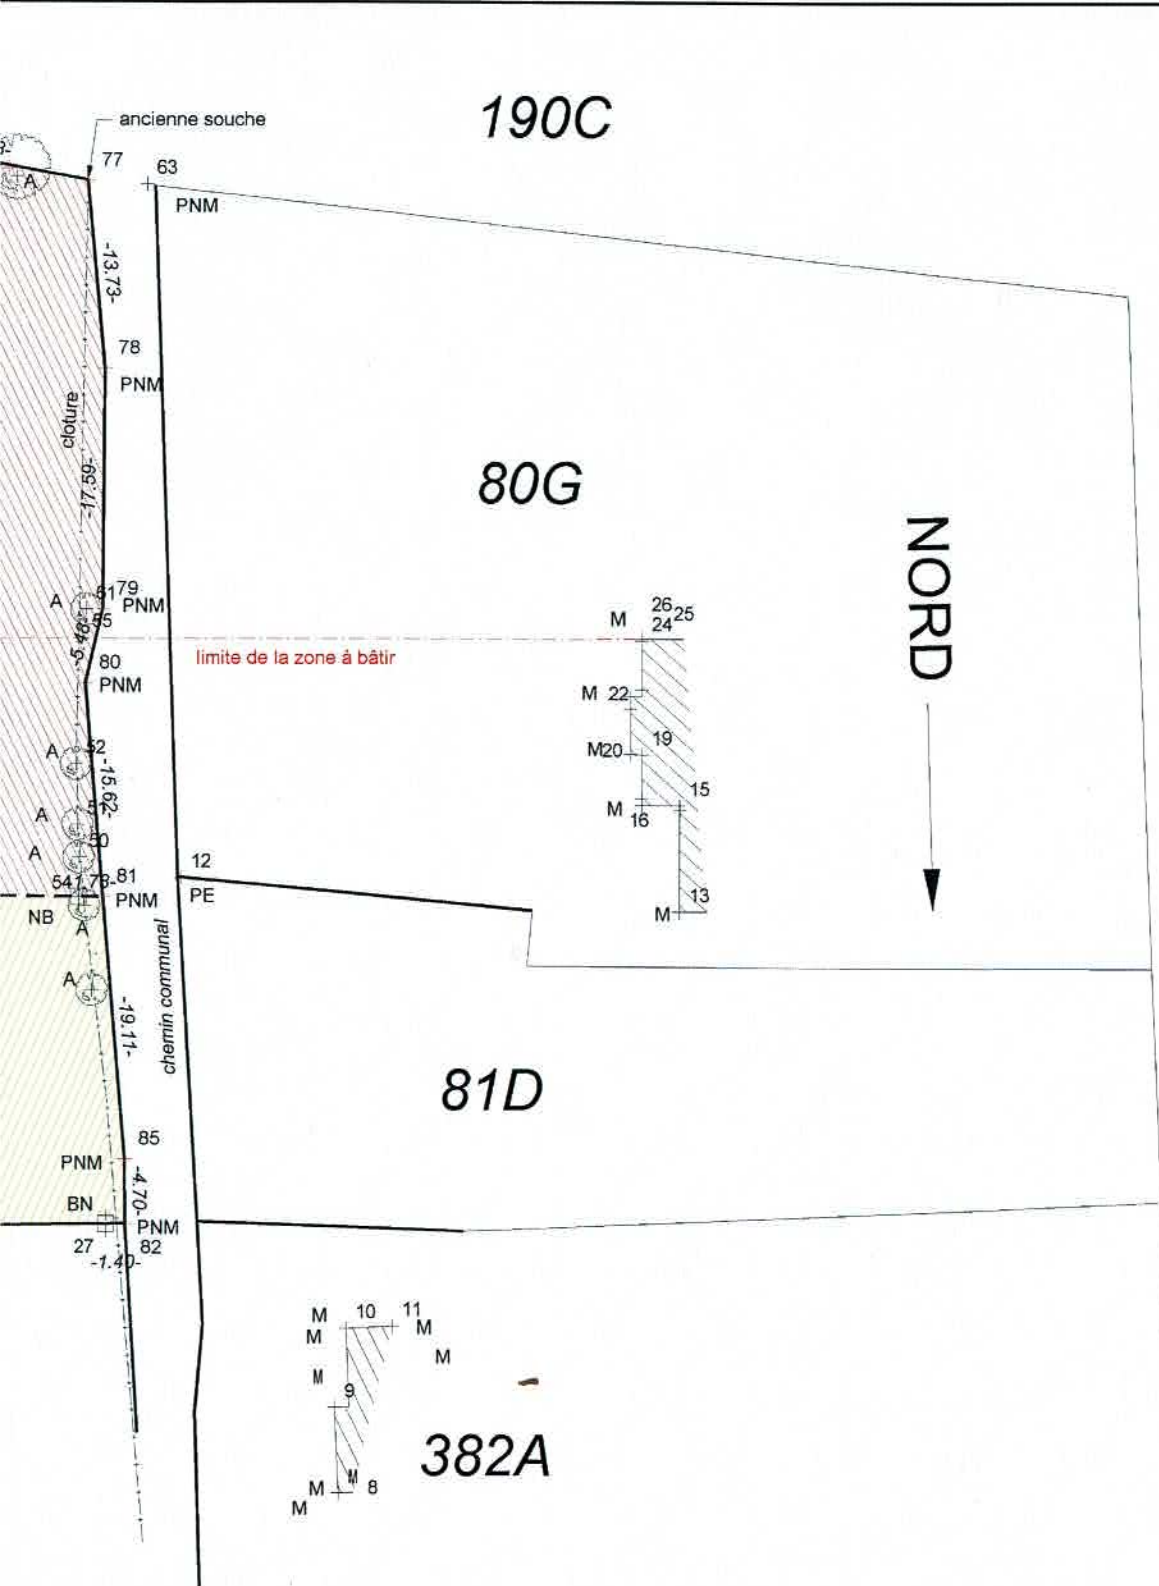 190C
ancienne souche
77
63
A
PNM
-13.73-
78
PNM
cloture
80G
-17.59-
NORD
A
79
PNM
26
25
M
24
-5.48-
limite de la zone à bâtir
80
PNM
M 22
A
52
M20
19
-15.62-
15
A
M
16
A
50
12
81
PNM
PE
13
M
NB
A
A
chemin communal
-19.11-
81D
85
PNM
-4.70-
BN
PNM
27
82
-1.40-
M
10
11
M
M
M
M
9
382A
M
M
8
M